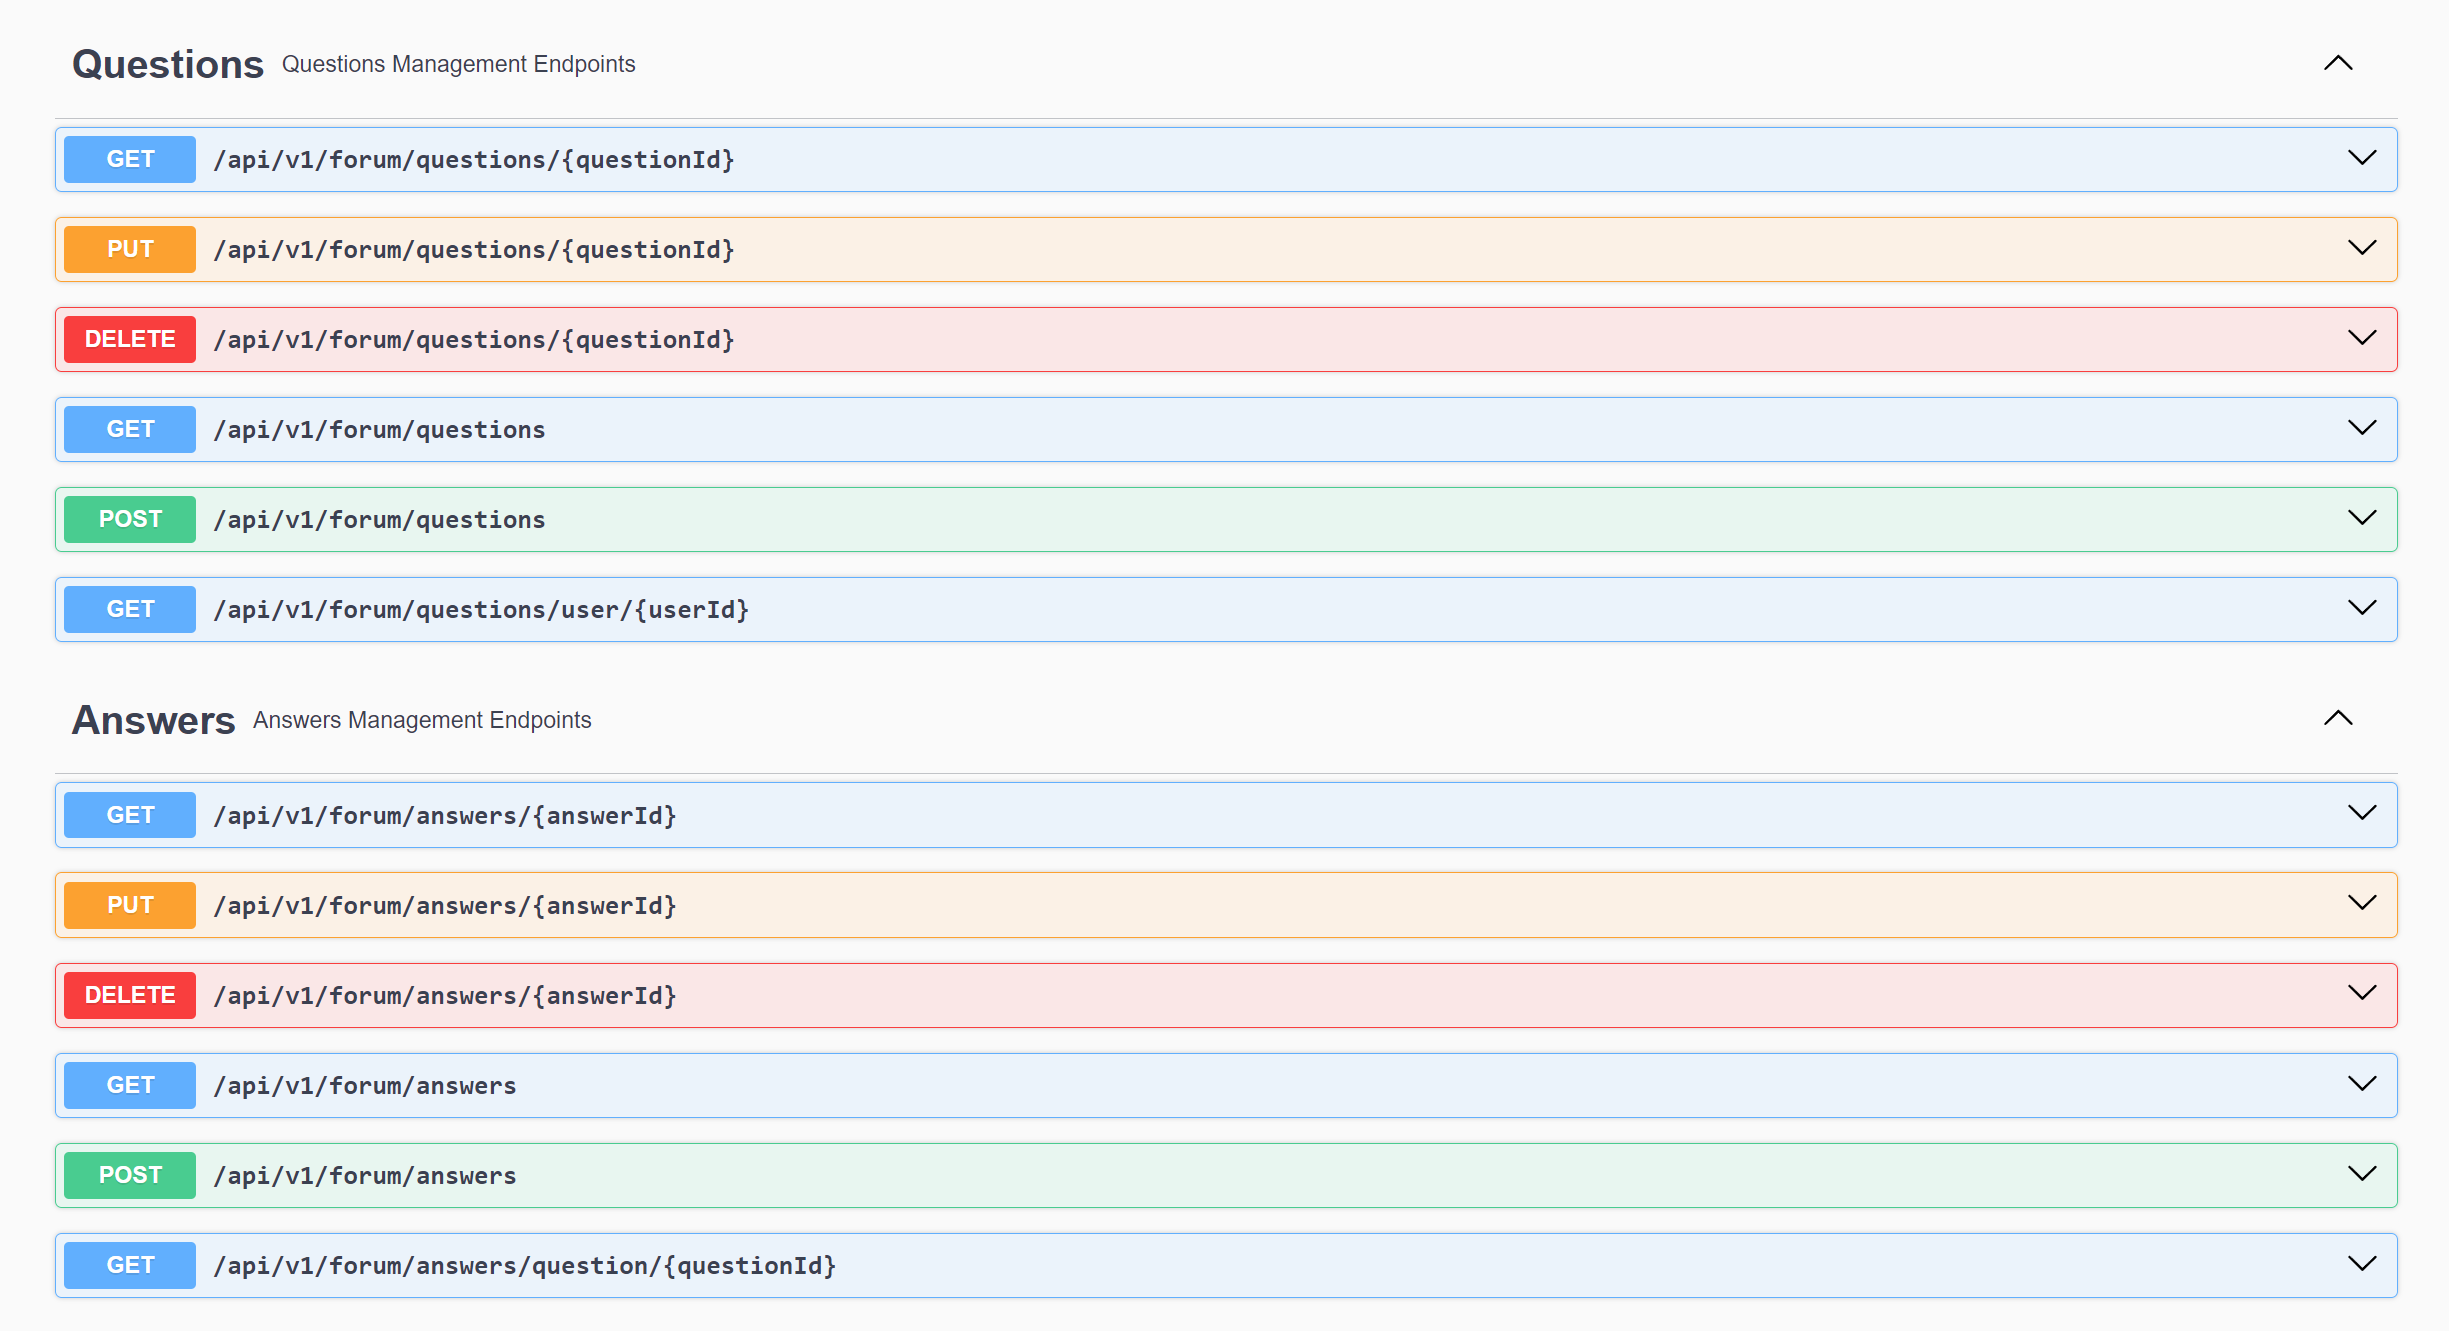 Questions Questions Management Endpoints
GET /api/v1/forum/questions/{questionId}
PUT /api/v1/forum/questions/{questionId}
DELETE /api/v1/forum/questions/{questionId}
GET /api/v1/forum/questions
POST /api/v1/forum/questions
GET /api/v1/forum/questions/user/{userId}
Answers Answers Management Endpoints
GET /api/v1/forum/answers/{answerId}
PUT /api/v1/forum/answers/{answerId}
DELETE /api/v1/forum/answers/{answerId}
GET /api/v1/forum/answers
POST /api/v1/forum/answers
GET /api/v1/forum/answers/question/{questionId}